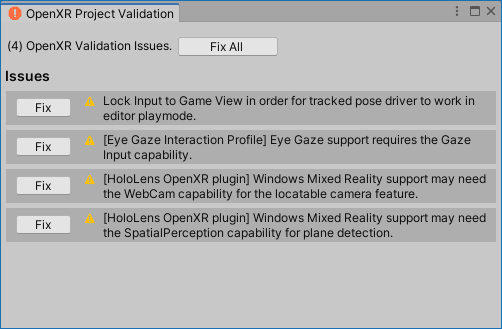 OpenXR Project Validation
(4) OpenXR Validation Issues. Fix All
Issues
Fix Lock Input to Game View in order for tracked pose driver to work in
editor playmode.
Fix [Eye Gaze Interaction Profile] Eye Gaze support requires the Gaze
Input capability.
Fix [HoloLens OpenXR plugin] Windows Mixed Reality support may need
the WebCam capability for the locatable camera feature.
Fix [HoloLens OpenXR plugin] Windows Mixed Reality support may need
the SpatialPerception capability for plane detection.